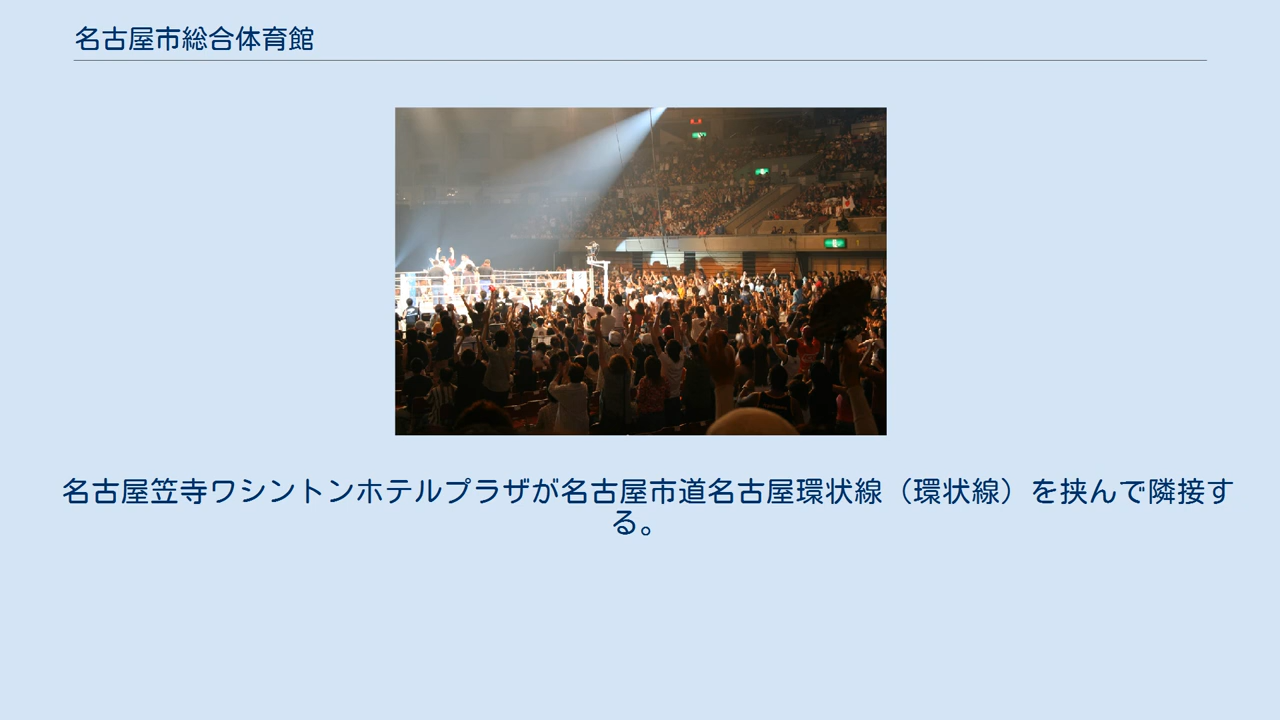 名古屋市総合体育館
名古屋笠寺ワシントンホテルプラザが名古屋市道名古屋環状線（環状線）を挟んで隣接す
る。